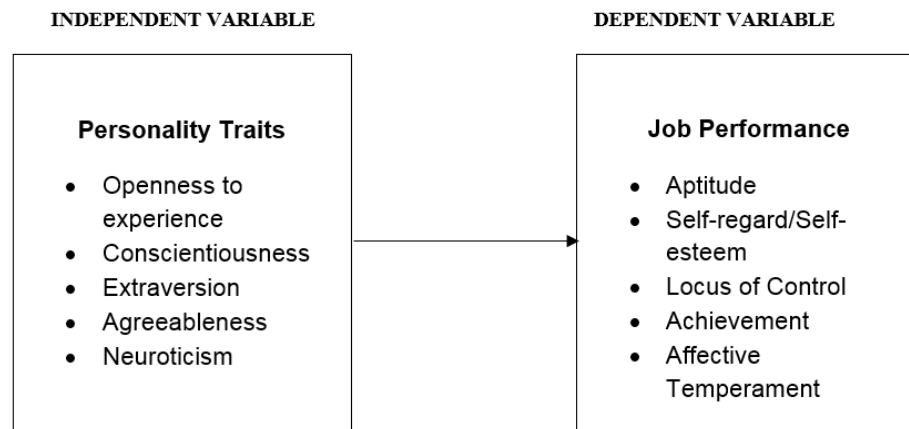 INDEPENDENT VARIABLE
Personality Traits
• Openness to
experience
• Conscientiousness
• Extraversion
• Agreeableness
• Neuroticism
DEPENDENT VARIABLE
Job Performance
• Aptitude
• Self-regard/Self-
esteem
• Locus of Control
• Achievement
• Affective
Temperament